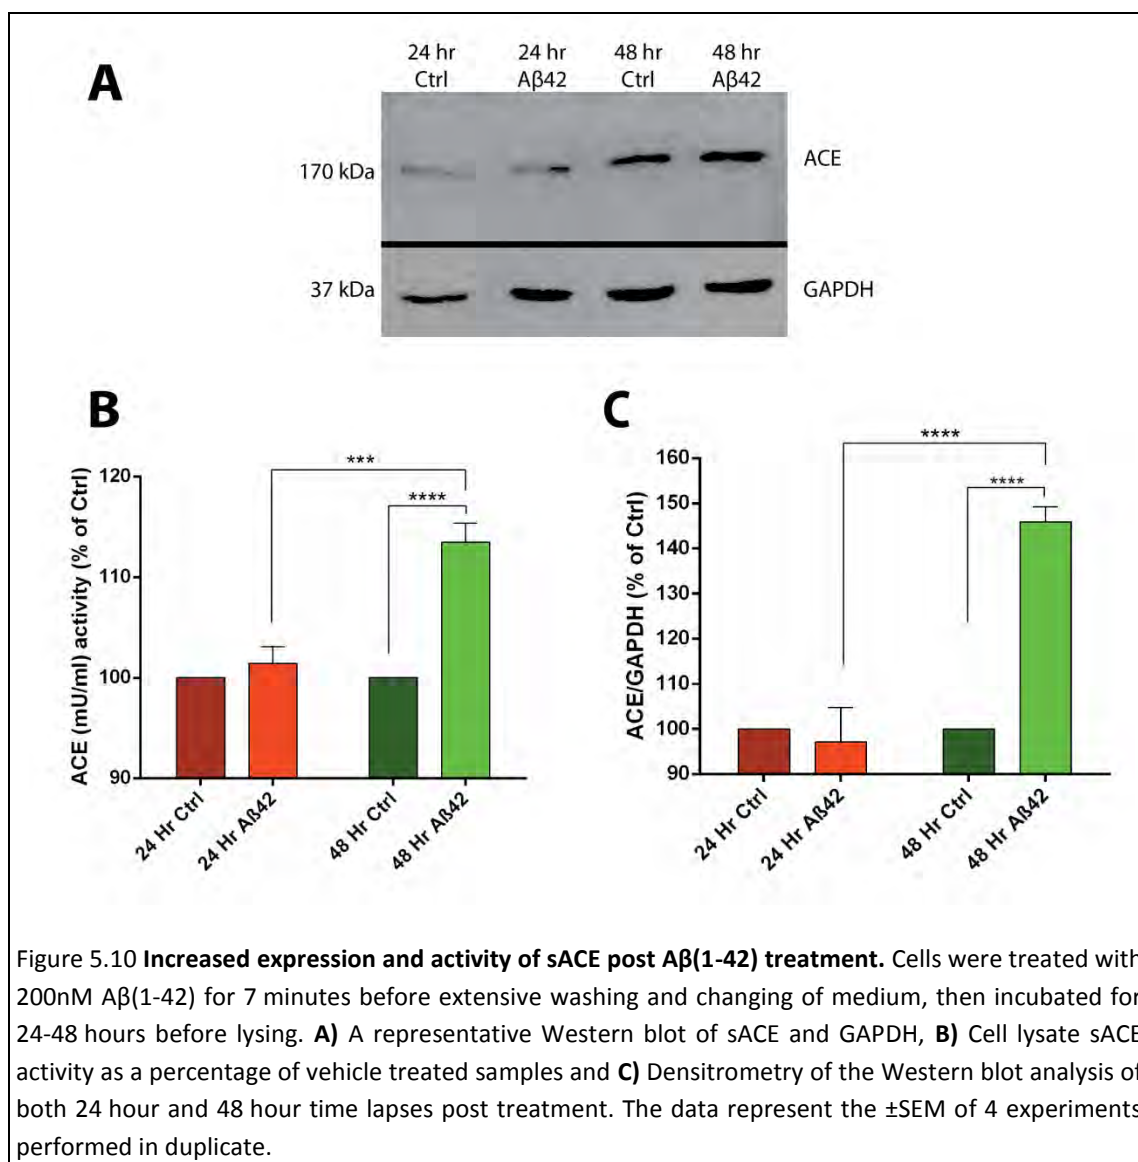 A
24 hr 24 hr 48 hr 48 hr
Ctrl Aβ42 Ctrl Aβ42
170 kDa ACE
37 kDa GAPDH
B
ACE (mU/ml) activity (% of Ctrl)
120
110
100
90
***
****
24 Hr Ctrl
24 Hr Aβ42
48 Hr Ctrl
48 Hr Aβ42
C
ACE/GAPDH (% of Ctrl)
160
150
140
130
120
110
100
90
****
****
24 Hr Ctrl
24 Hr Aβ42
48 Hr Ctrl
48 Hr Aβ42
Figure 5.10 Increased expression and activity of sACE post Aβ(1-42) treatment. Cells were treated with
200nM Aβ(1-42) for 7 minutes before extensive washing and changing of medium, then incubated for
24-48 hours before lysing. A) A representative Western blot of sACE and GAPDH, B) Cell lysate sACE
activity as a percentage of vehicle treated samples and C) Densitrometry of the Western blot analysis of
both 24 hour and 48 hour time lapses post treatment. The data represent the ±SEM of 4 experiments
performed in duplicate.